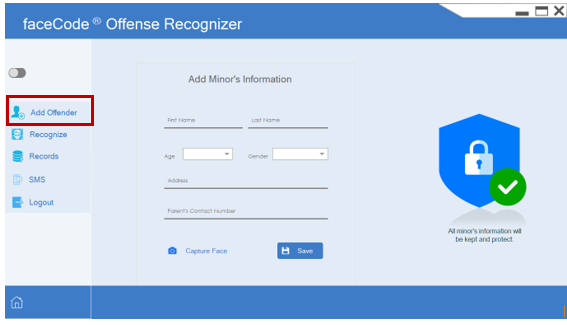 faceCode ® Offense Recognizer
Add Offender
Recognize
Records
SMS
Logout
Add Minor's Information
First Name Last Name
Age Gender
Address
Parent's Contact Number
Capture Face Save
All minor's information will
be kept and protect.